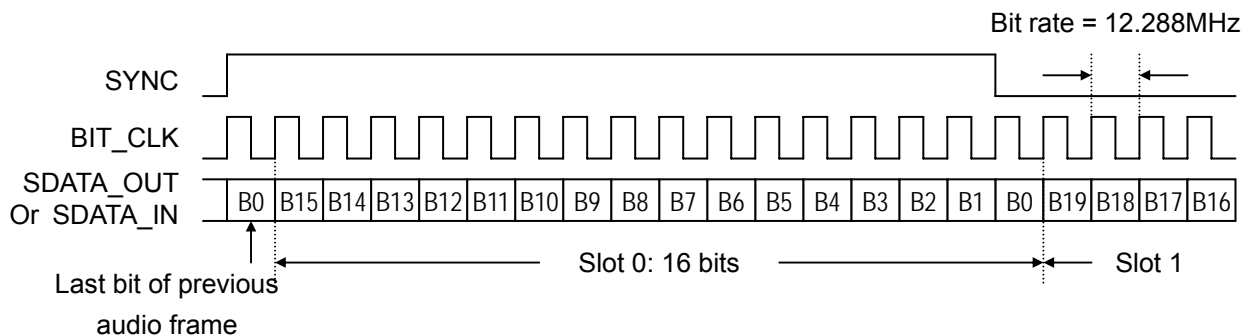 Bit rate = 12.288MHz
SYNC
BIT_CLK
SDATA_OUT
Or SDATA_IN
B0 B15 B14 B13 B12 B11 B10 B9 B8 B7 B6 B5 B4 B3 B2 B1 B0 B19 B18 B17 B16
Slot 0: 16 bits
Slot 1
Last bit of previous
audio frame